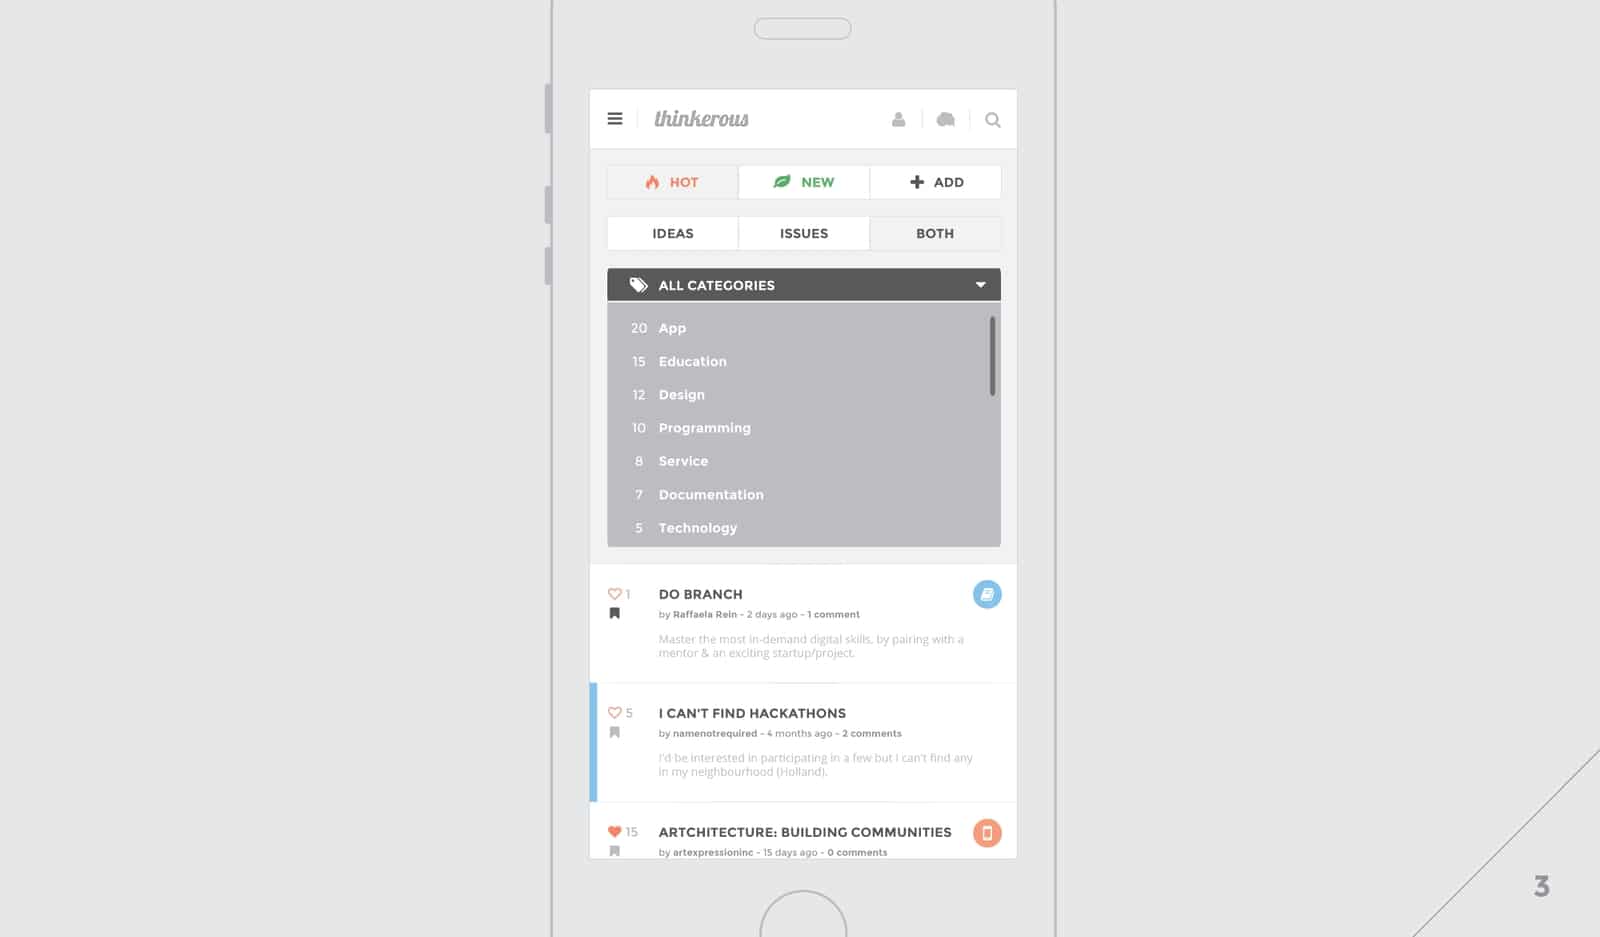 thinkerous
HOT NEW ADD
IDEAS ISSUES BOTH
ALL CATEGORIES
20 App
15 Education
12 Design
10 Programming
8 Service
7 Documentation
5 Technology
1 DO BRANCH
by Raffaela Rein - 2 days ago - 1 comment
Master the most in-demand digital skills, by pairing with a
mentor & an exciting startup/project.
5 I CAN'T FIND HACKATHONS
by namenotrequired - 4 months ago - 2 comments
I'd be interested in participating in a few but I can't find any
in my neighbourhood (Holland).
15 ARTCHITECTURE: BUILDING COMMUNITIES
by artexpressioninc - 15 days ago - 0 comments
3